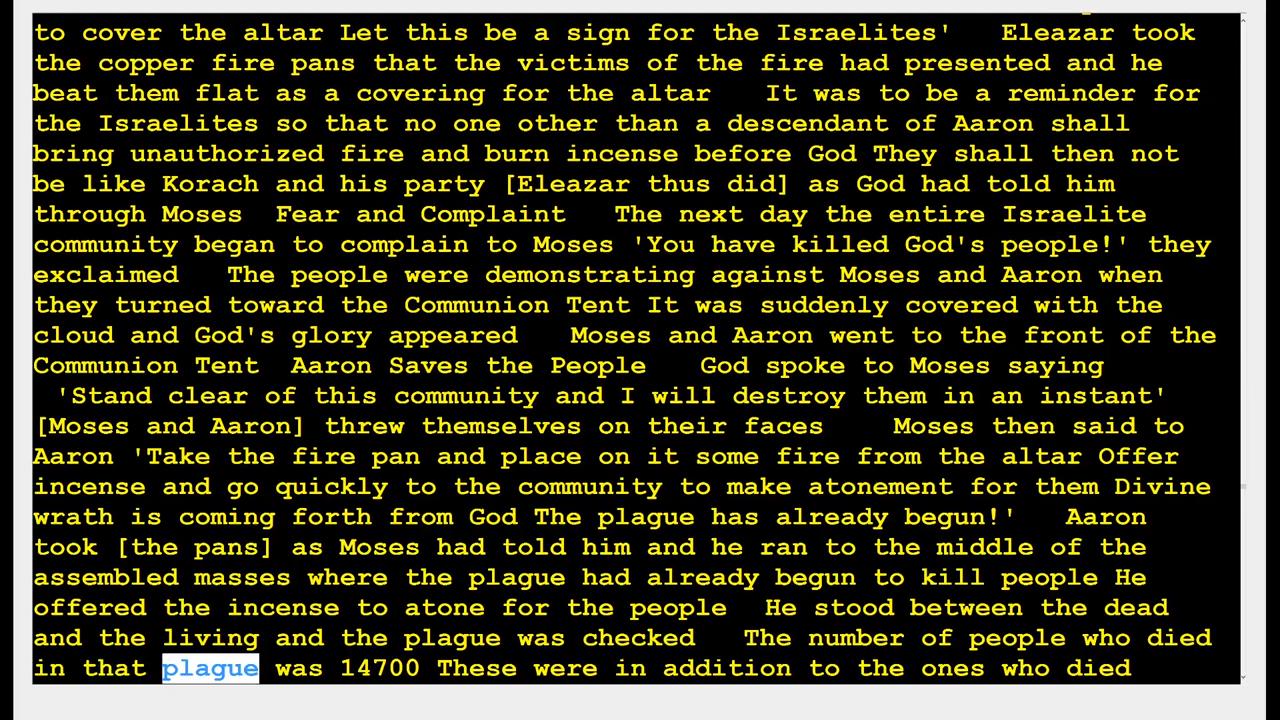 to cover the altar Let this be a sign for the Israelites'   Eleazar took
the copper fire pans that the victims of the fire had presented and he
beat them flat as a covering for the altar   It was to be a reminder for
the Israelites so that no one other than a descendant of Aaron shall
bring unauthorized fire and burn incense before God They shall then not
be like Korach and his party [Eleazar thus did] as God had told him
through Moses  Fear and Complaint   The next day the entire Israelite
community began to complain to Moses 'You have killed God's people!' they
exclaimed   The people were demonstrating against Moses and Aaron when
they turned toward the Communion Tent It was suddenly covered with the
cloud and God's glory appeared   Moses and Aaron went to the front of the
Communion Tent  Aaron Saves the People   God spoke to Moses saying
'Stand clear of this community and I will destroy them in an instant'
[Moses and Aaron] threw themselves on their faces    Moses then said to
Aaron 'Take the fire pan and place on it some fire from the altar Offer
incense and go quickly to the community to make atonement for them Divine
wrath is coming forth from God The plague has already begun!'   Aaron
took [the pans] as Moses had told him and he ran to the middle of the
assembled masses where the plague had already begun to kill people He
offered the incense to atone for the people  He stood between the dead
and the living and the plague was checked   The number of people who died
in that plague was 14700 These were in addition to the ones who died